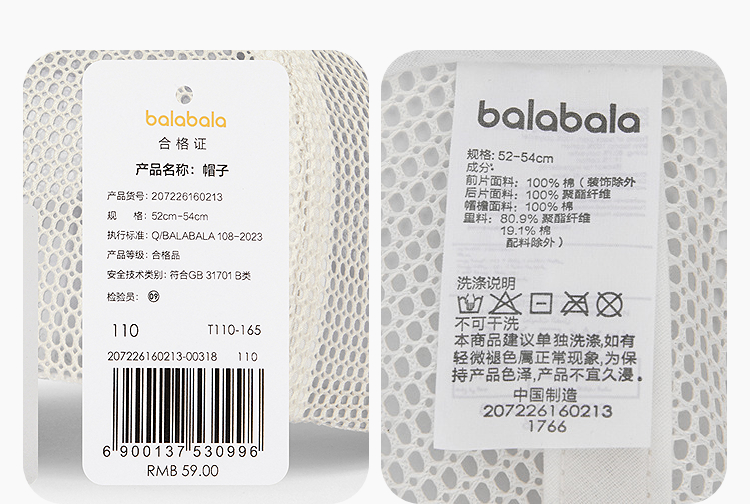 balabala
合格证
产品名称: 帽子
产品货号: 207226160213
规 格: 52cm-54cm
执行标准: Q/BALABALA 108-2023
产品等级: 合格品
安全技术类别: 符合GB 31701 B类
检验员: 09
110 T110-165
207226160213-00318 110
6 900137 530996
RMB 59.00
balabala
规格: 52-54cm
成分:
前片面料: 100% 棉（装饰除外
后片面料: 100% 聚酯纤维
帽檐面料: 100% 棉
里料: 80.9% 聚酯纤维
19.1% 棉
配料除外）
洗涤说明
不可干洗
本商品建议单独洗涤,如有
轻微褪色属正常现象,为保
持产品色泽,产品不宜久浸。
中国制造
207226160213
1766